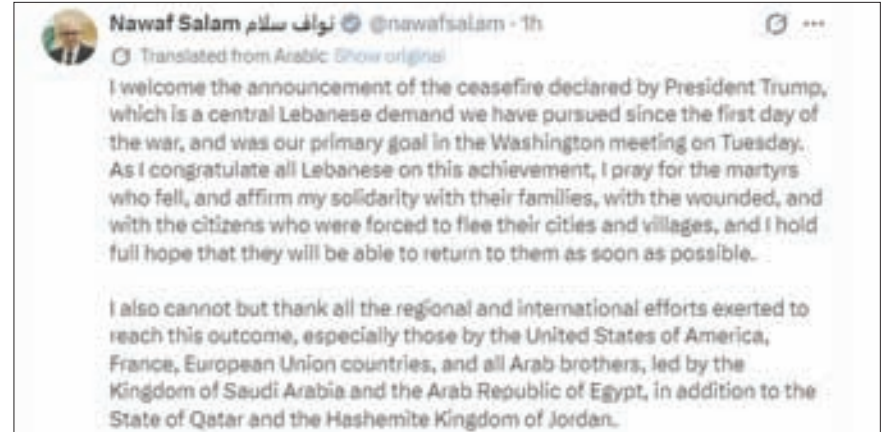 Nawaf Salam نواف سلام @nawafsalam · 1h
Translated from Arabic Show original
I welcome the announcement of the ceasefire declared by President Trump,
which is a central Lebanese demand we have pursued since the first day of
the war, and was our primary goal in the Washington meeting on Tuesday.
As I congratulate all Lebanese on this achievement, I pray for the martyrs
who fell, and affirm my solidarity with their families, with the wounded, and
with the citizens who were forced to flee their cities and villages, and I hold
full hope that they will be able to return to them as soon as possible.
I also cannot but thank all the regional and international efforts exerted to
reach this outcome, especially those by the United States of America,
France, European Union countries, and all Arab brothers, led by the
Kingdom of Saudi Arabia and the Arab Republic of Egypt, in addition to the
State of Qatar and the Hashemite Kingdom of Jordan.